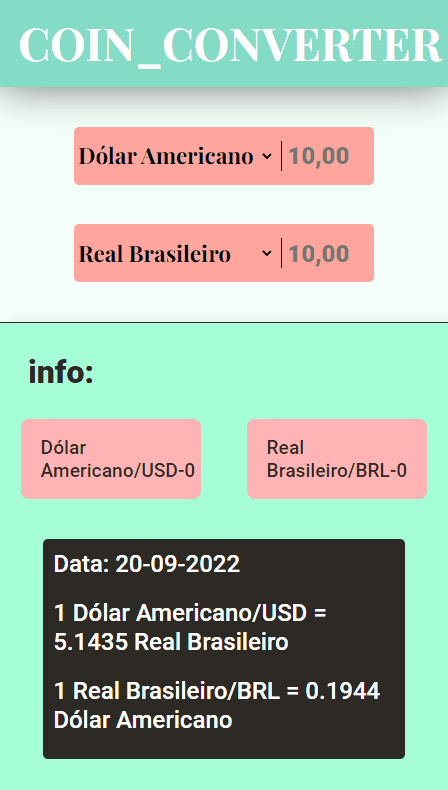 COIN_CONVERTER
Dólar Americano 10,00
Real Brasileiro 10,00
info:
Dólar
Americano/USD-0
Real
Brasileiro/BRL-0
Data: 20-09-2022
1 Dólar Americano/USD =
5.1435 Real Brasileiro
1 Real Brasileiro/BRL = 0.1944
Dólar Americano